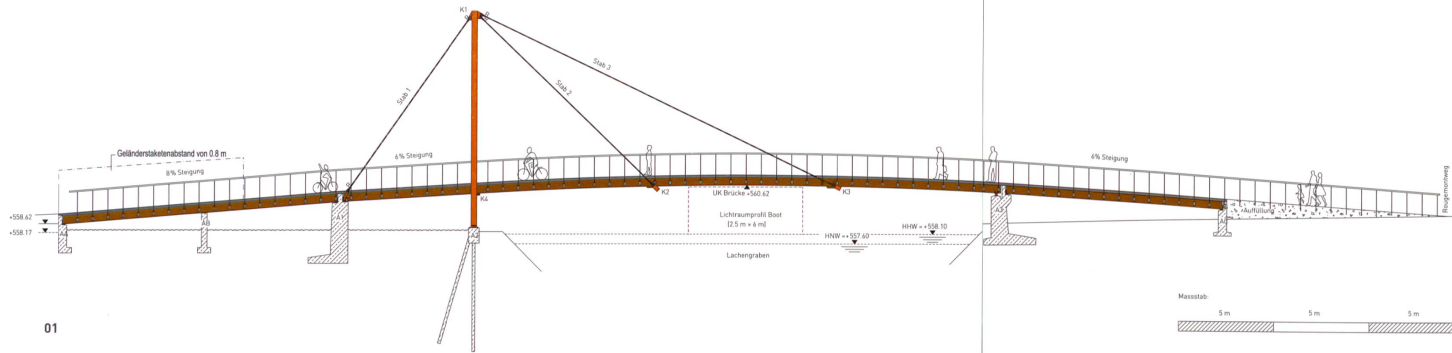 K1
Stab 1
Stab 2
Stab 3
Geländerstaketenabstand von 0.8 m
8% Steigung
6% Steigung
6% Steigung
K2
K3
K4
UK Brücke +560.62
Lichtraumprofil Boot
(2.5 m × 6 m)
HNW =+557.60
HHW =+558.10
Lachengraben
+558.62
+558.17
A1
A2
A3
Auffüllung
Massstab:
5 m
5 m
5 m
01